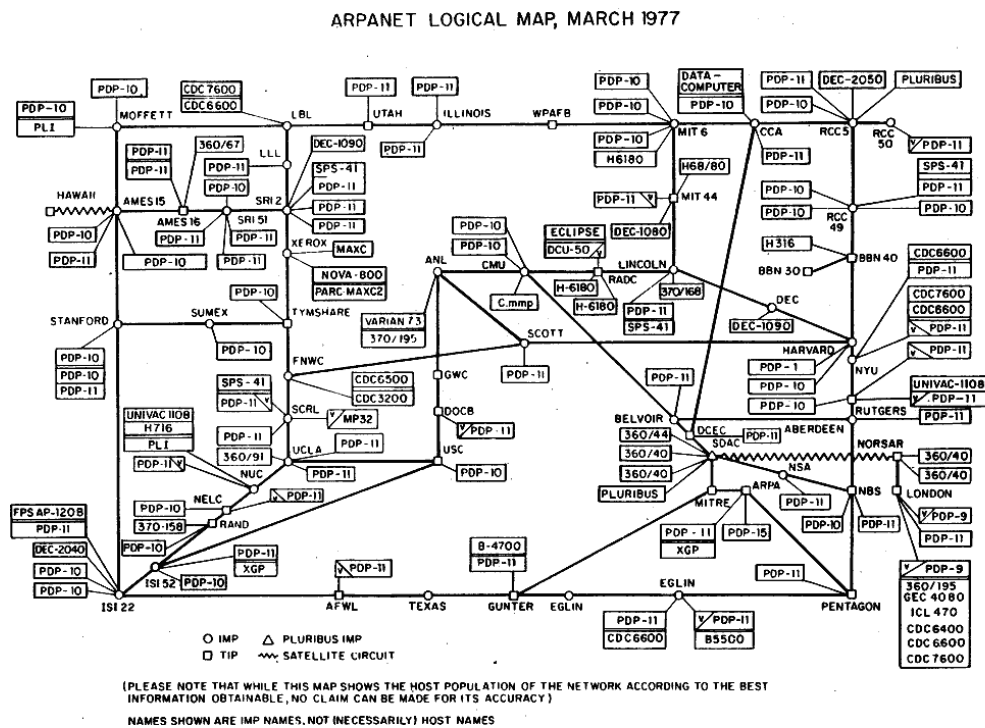 ARPANET LOGICAL MAP, MARCH 1977
PDP-10
PLI
PDP-10
MOFFETT
CDC7600
CDC6600
LBL
PDP-11
UTAH
PDP-11
ILLINOIS
PDP-11
WPAFB
PDP-10
PDP-10
PDP-10
H6180
MIT 6
DATA-
COMPUTER
PDP-10
CCA
PDP-11
PDP-11
PDP-10
DEC-2050
RCC5
PLURIBUS
RCC
50
PDP-11
LLL
PDP-11
PDP-11
360/67
PDP-11
PDP-10
DEC-1090
SPS-41
PDP-11
PDP-11
PDP-11
SRI 2
HAWAII
AMES 15
AMES 16
SRI 51
PDP-10
PDP-11
PDP-10
PDP-11
PDP-11
PDP-11
H68/80
PDP-11
MIT 44
DEC-1080
SPS-41
PDP-11
PDP-11
PDP-10
PDP-10
RCC
49
XEROX
MAXC
NOVA-800
PARC-MAXC2
ANL
PDP-10
PDP-10
CMU
C.mmp
ECLIPSE
DCU-50
RADC
H-6180
H-6180
LINCOLN
PDP-11
SPS-41
370/168
H316
BBN 30
BBN 40
DEC
DEC-1090
CDC6600
PDP-11
CDC7600
CDC6600
PDP-11
PDP-11
STANFORD
PDP-10
PDP-10
PDP-11
SUMEX
PDP-10
PDP-10
TYMSHARE
VARIAN 73
370/195
SCOTT
PDP-11
HARVARD
PDP-1
PDP-10
PDP-10
NYU
FNWC
CDC6500
CDC3200
GWC
SPS-41
PDP-11
SCRL
MP32
PDP-11
DOCB
PDP-11
PDP-11
BELVOIR
UNIVAC-1108
PDP-11
RUTGERS
PDP-11
ABERDEEN
UNIVAC 1108
H716
PLI
PDP-11
360/91
UCLA
PDP-11
PDP-11
USC
PDP-10
DCEC
PDP-11
360/44
360/40
360/40
PLURIBUS
SDAC
NORSAR
360/40
360/40
NUC
NELC
PDP-10
PDP-11
370-158
RAND
PDP-10
NSA
PDP-11
MITRE
ARPA
PDP-11
XGP
PDP-15
NBS
PDP-10
PDP-11
LONDON
PDP-9
PDP-11
FPS AP-120B
PDP-11
DEC-2040
PDP-10
PDP-10
ISI 22
ISI 52
PDP-11
XGP
PDP-10
PDP-11
AFWL
TEXAS
B-4700
PDP-11
GUNTER
EGLIN
EGLIN
PDP-11
CDC6600
PDP-11
B5500
PDP-11
PENTAGON
PDP-9
360/195
GEC 4080
ICL 470
CDC6400
CDC6600
CDC7600
IMP
PLURIBUS IMP
TIP
SATELLITE CIRCUIT
(PLEASE NOTE THAT WHILE THIS MAP SHOWS THE HOST POPULATION OF THE NETWORK ACCORDING TO THE BEST
INFORMATION OBTAINABLE, NO CLAIM CAN BE MADE FOR ITS ACCURACY)
NAMES SHOWN ARE IMP NAMES, NOT (NECESSARILY) HOST NAMES